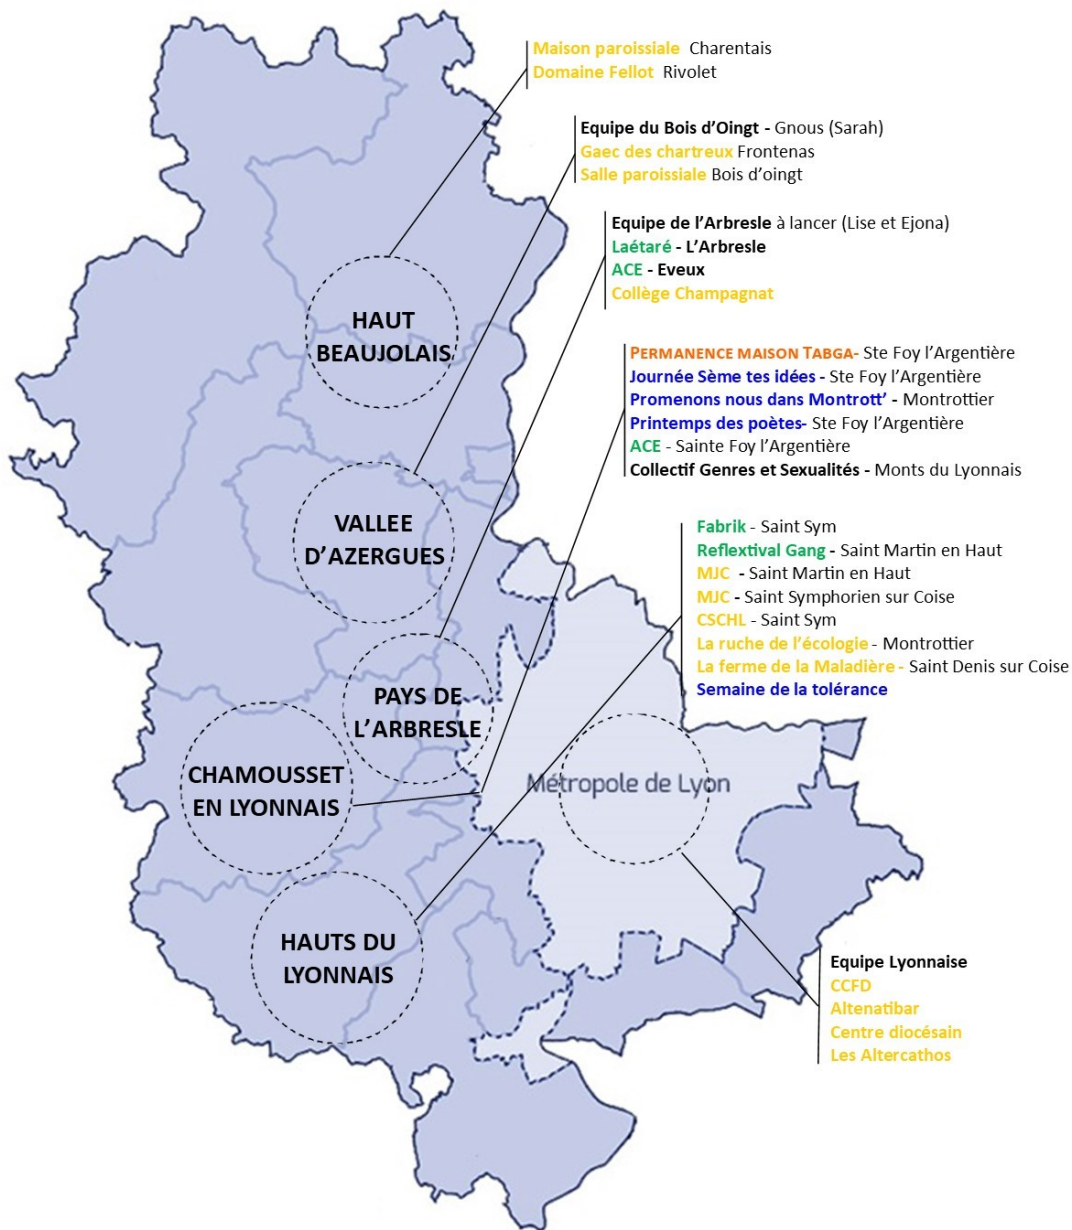 Maison paroissiale Charentais
Domaine Fellot Rivolet
Equipe du Bois d’Oingt - Gnous (Sarah)
Gaec des chartreux Frontenas
Salle paroissiale Bois d’oingt
Equipe de l’Arbresle à lancer (Lise et Ejona)
Laétaré - L’Arbresle
ACE - Eveux
Collège Champagnat
HAUT
BEAUJOLAIS
PERMANENCE MAISON TABGA- Ste Foy l’Argentière
Journée Sème tes idées - Ste Foy l’Argentière
Promenons nous dans Montrott’ - Montrottier
Printemps des poètes- Ste Foy l’Argentière
ACE - Sainte Foy l’Argentière
Collectif Genres et Sexualités - Monts du Lyonnais
VALLEE
D’AZERGUES
Fabrik - Saint Sym
Reflextival Gang - Saint Martin en Haut
MJC - Saint Martin en Haut
MJC - Saint Symphorien sur Coise
CSCHL - Saint Sym
La ruche de l’écologie - Montrottier
La ferme de la Maladière - Saint Denis sur Coise
Semaine de la tolérance
PAYS DE
L’ARBRESLE
CHAMOUSSET
EN LYONNAIS
Métropole de Lyon
HAUTS DU
LYONNAIS
Equipe Lyonnaise
CCFD
Altenatibar
Centre diocésain
Les Altercathos